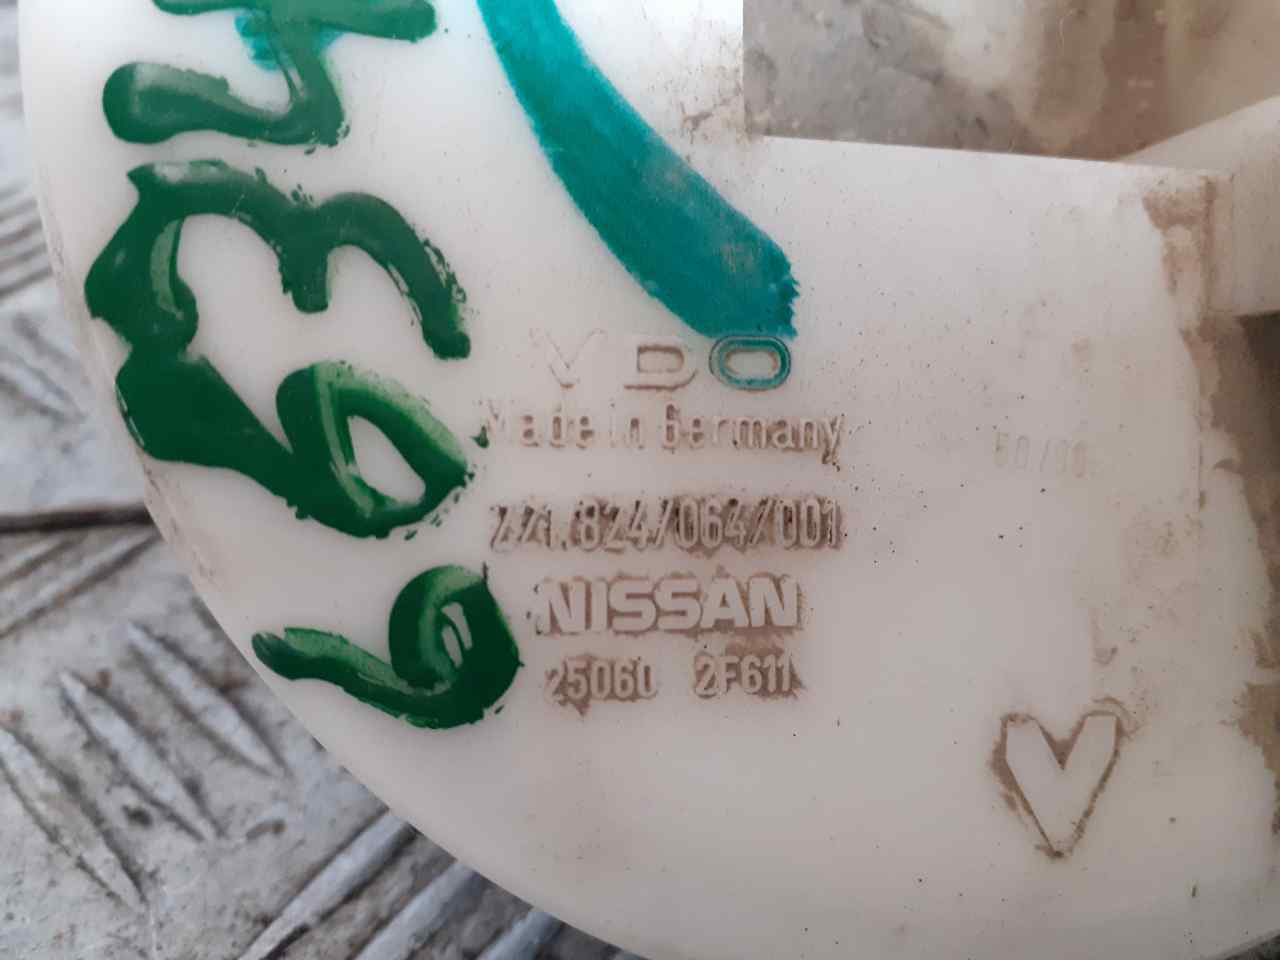 VDO
Made in Germany
221.824/064/001
NISSAN
25060 2F611
V